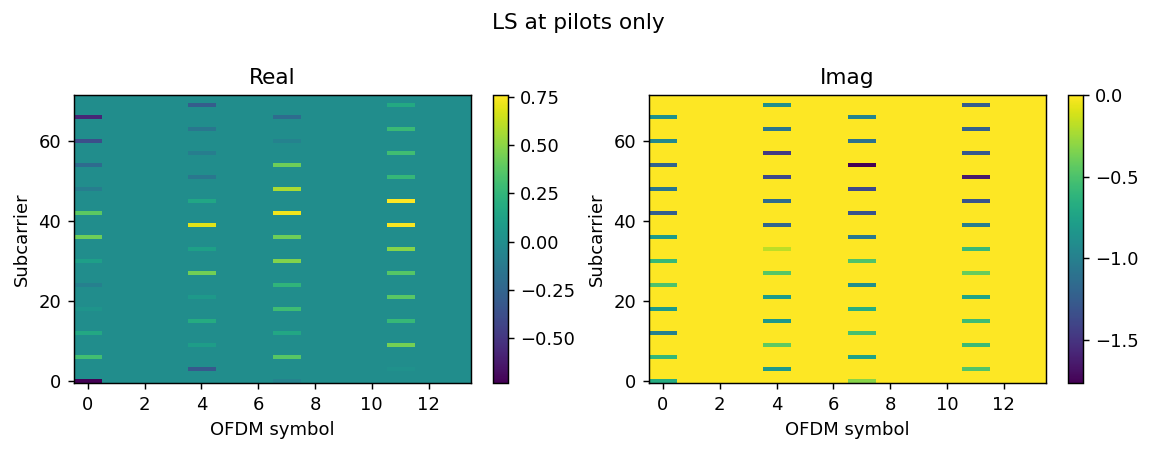 LS at pilots only
Real
Imag
Subcarrier
60
40
20
0
0 2 4 6 8 10 12
OFDM symbol
0.75
0.50
0.25
0.00
−0.25
−0.50
Subcarrier
60
40
20
0
0 2 4 6 8 10 12
OFDM symbol
0.0
−0.5
−1.0
−1.5